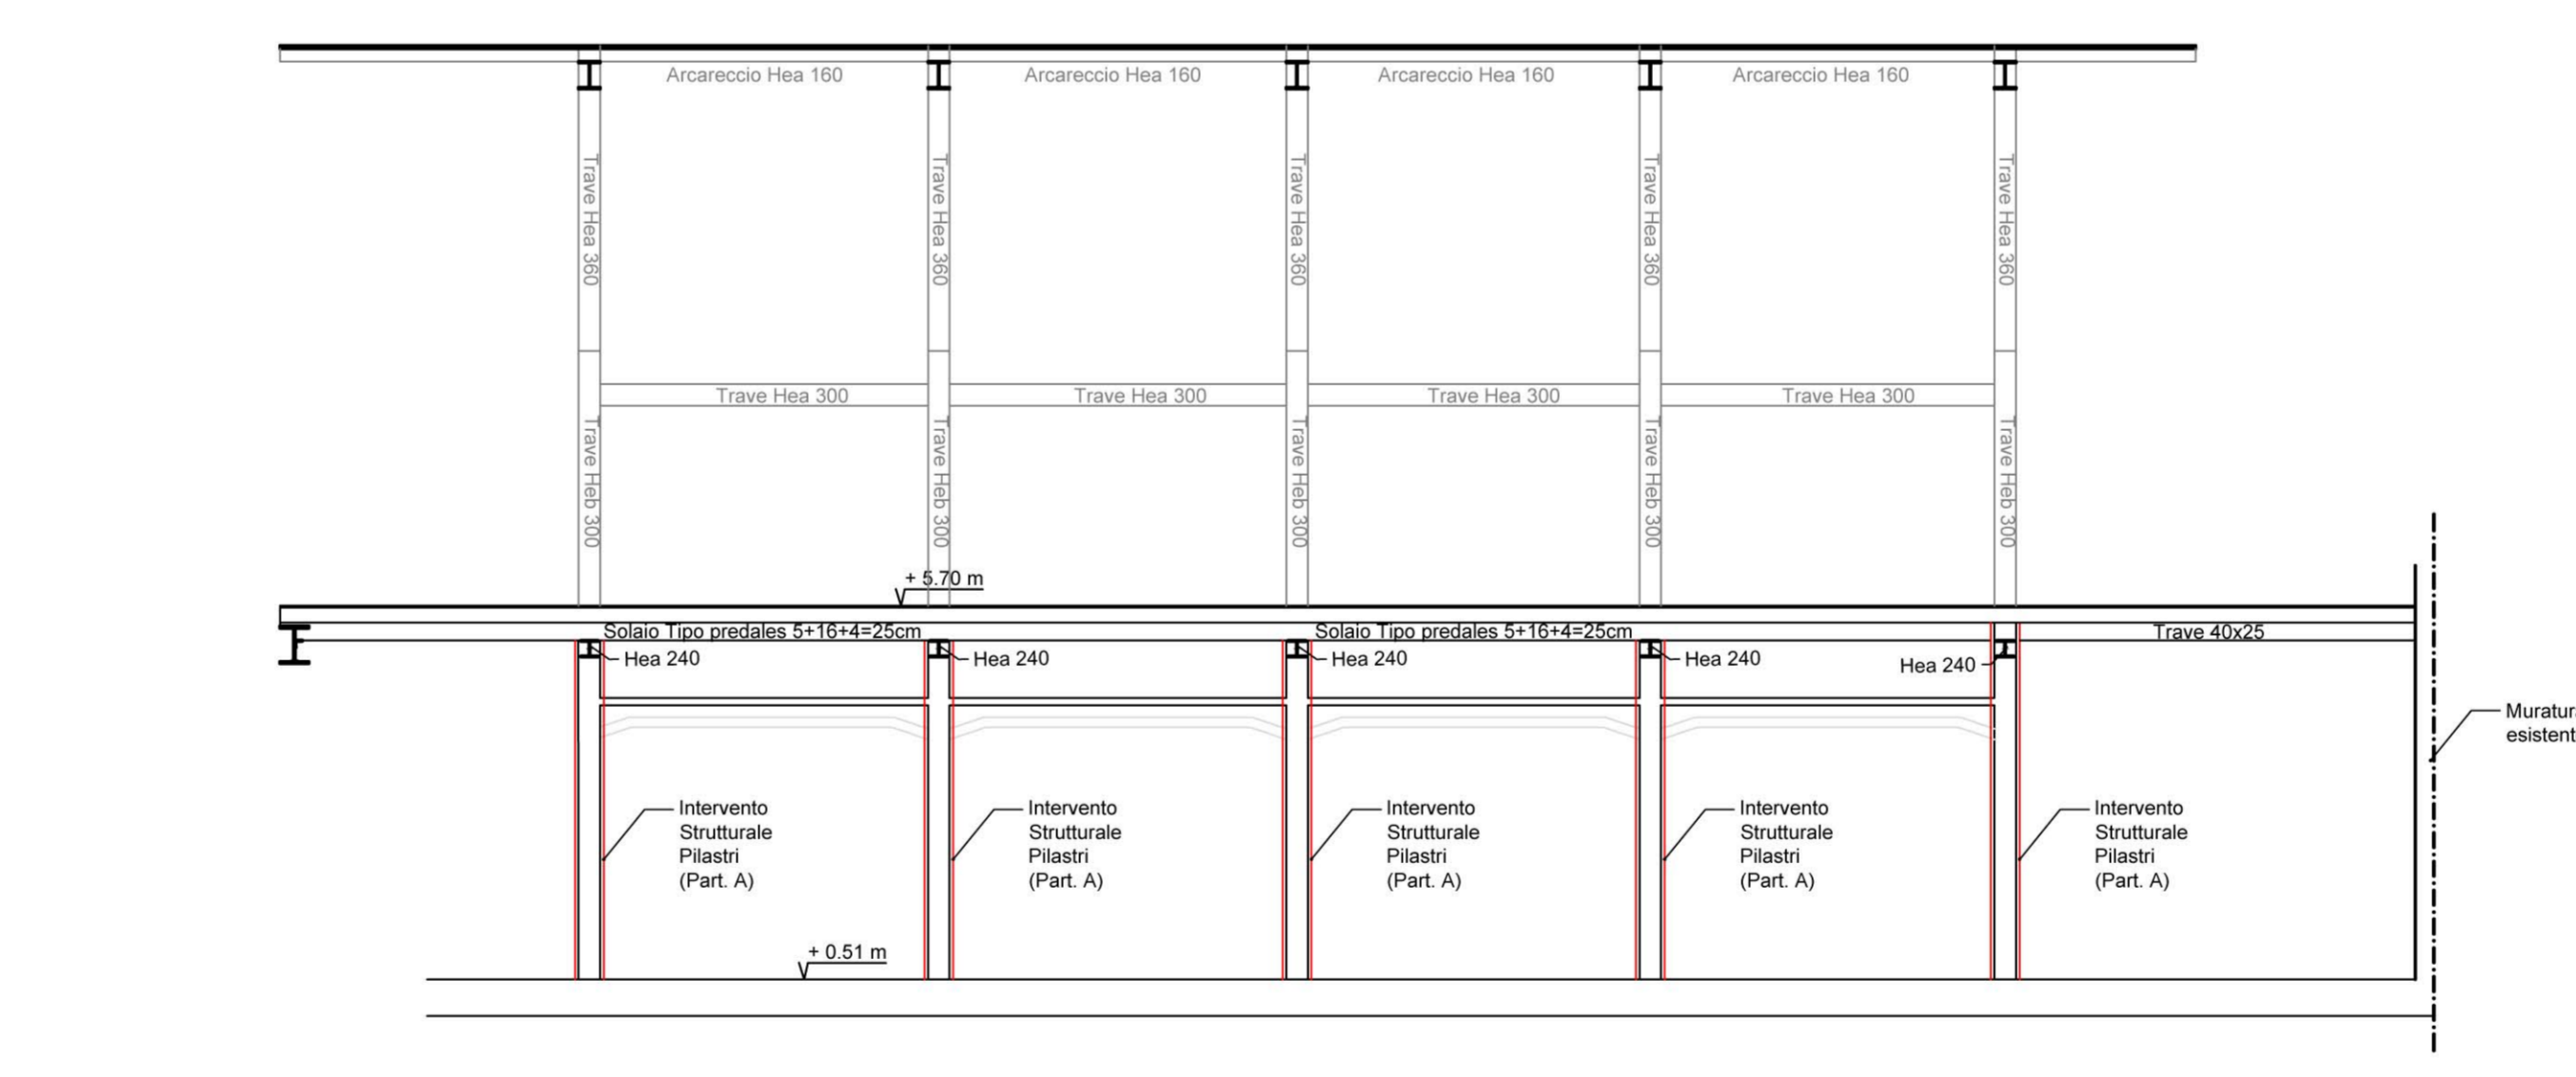 Arcareccio Hea 160
Arcareccio Hea 160
Arcareccio Hea 160
Arcareccio Hea 160
Trave Hea 360
Trave Hea 360
Trave Hea 360
Trave Hea 360
Trave Hea 360
Trave Hea 300
Trave Hea 300
Trave Hea 300
Trave Hea 300
Trave Heb 300
Trave Heb 300
Trave Heb 300
Trave Heb 300
Trave Heb 300
+ 5.70 m
Solaio Tipo predales 5+16+4=25cm
Solaio Tipo predales 5+16+4=25cm
Trave 40x25
Hea 240
Hea 240
Hea 240
Hea 240
Hea 240
Muratur
esistent
Intervento
Strutturale
Pilastri
(Part. A)
Intervento
Strutturale
Pilastri
(Part. A)
Intervento
Strutturale
Pilastri
(Part. A)
Intervento
Strutturale
Pilastri
(Part. A)
Intervento
Strutturale
Pilastri
(Part. A)
+ 0.51 m